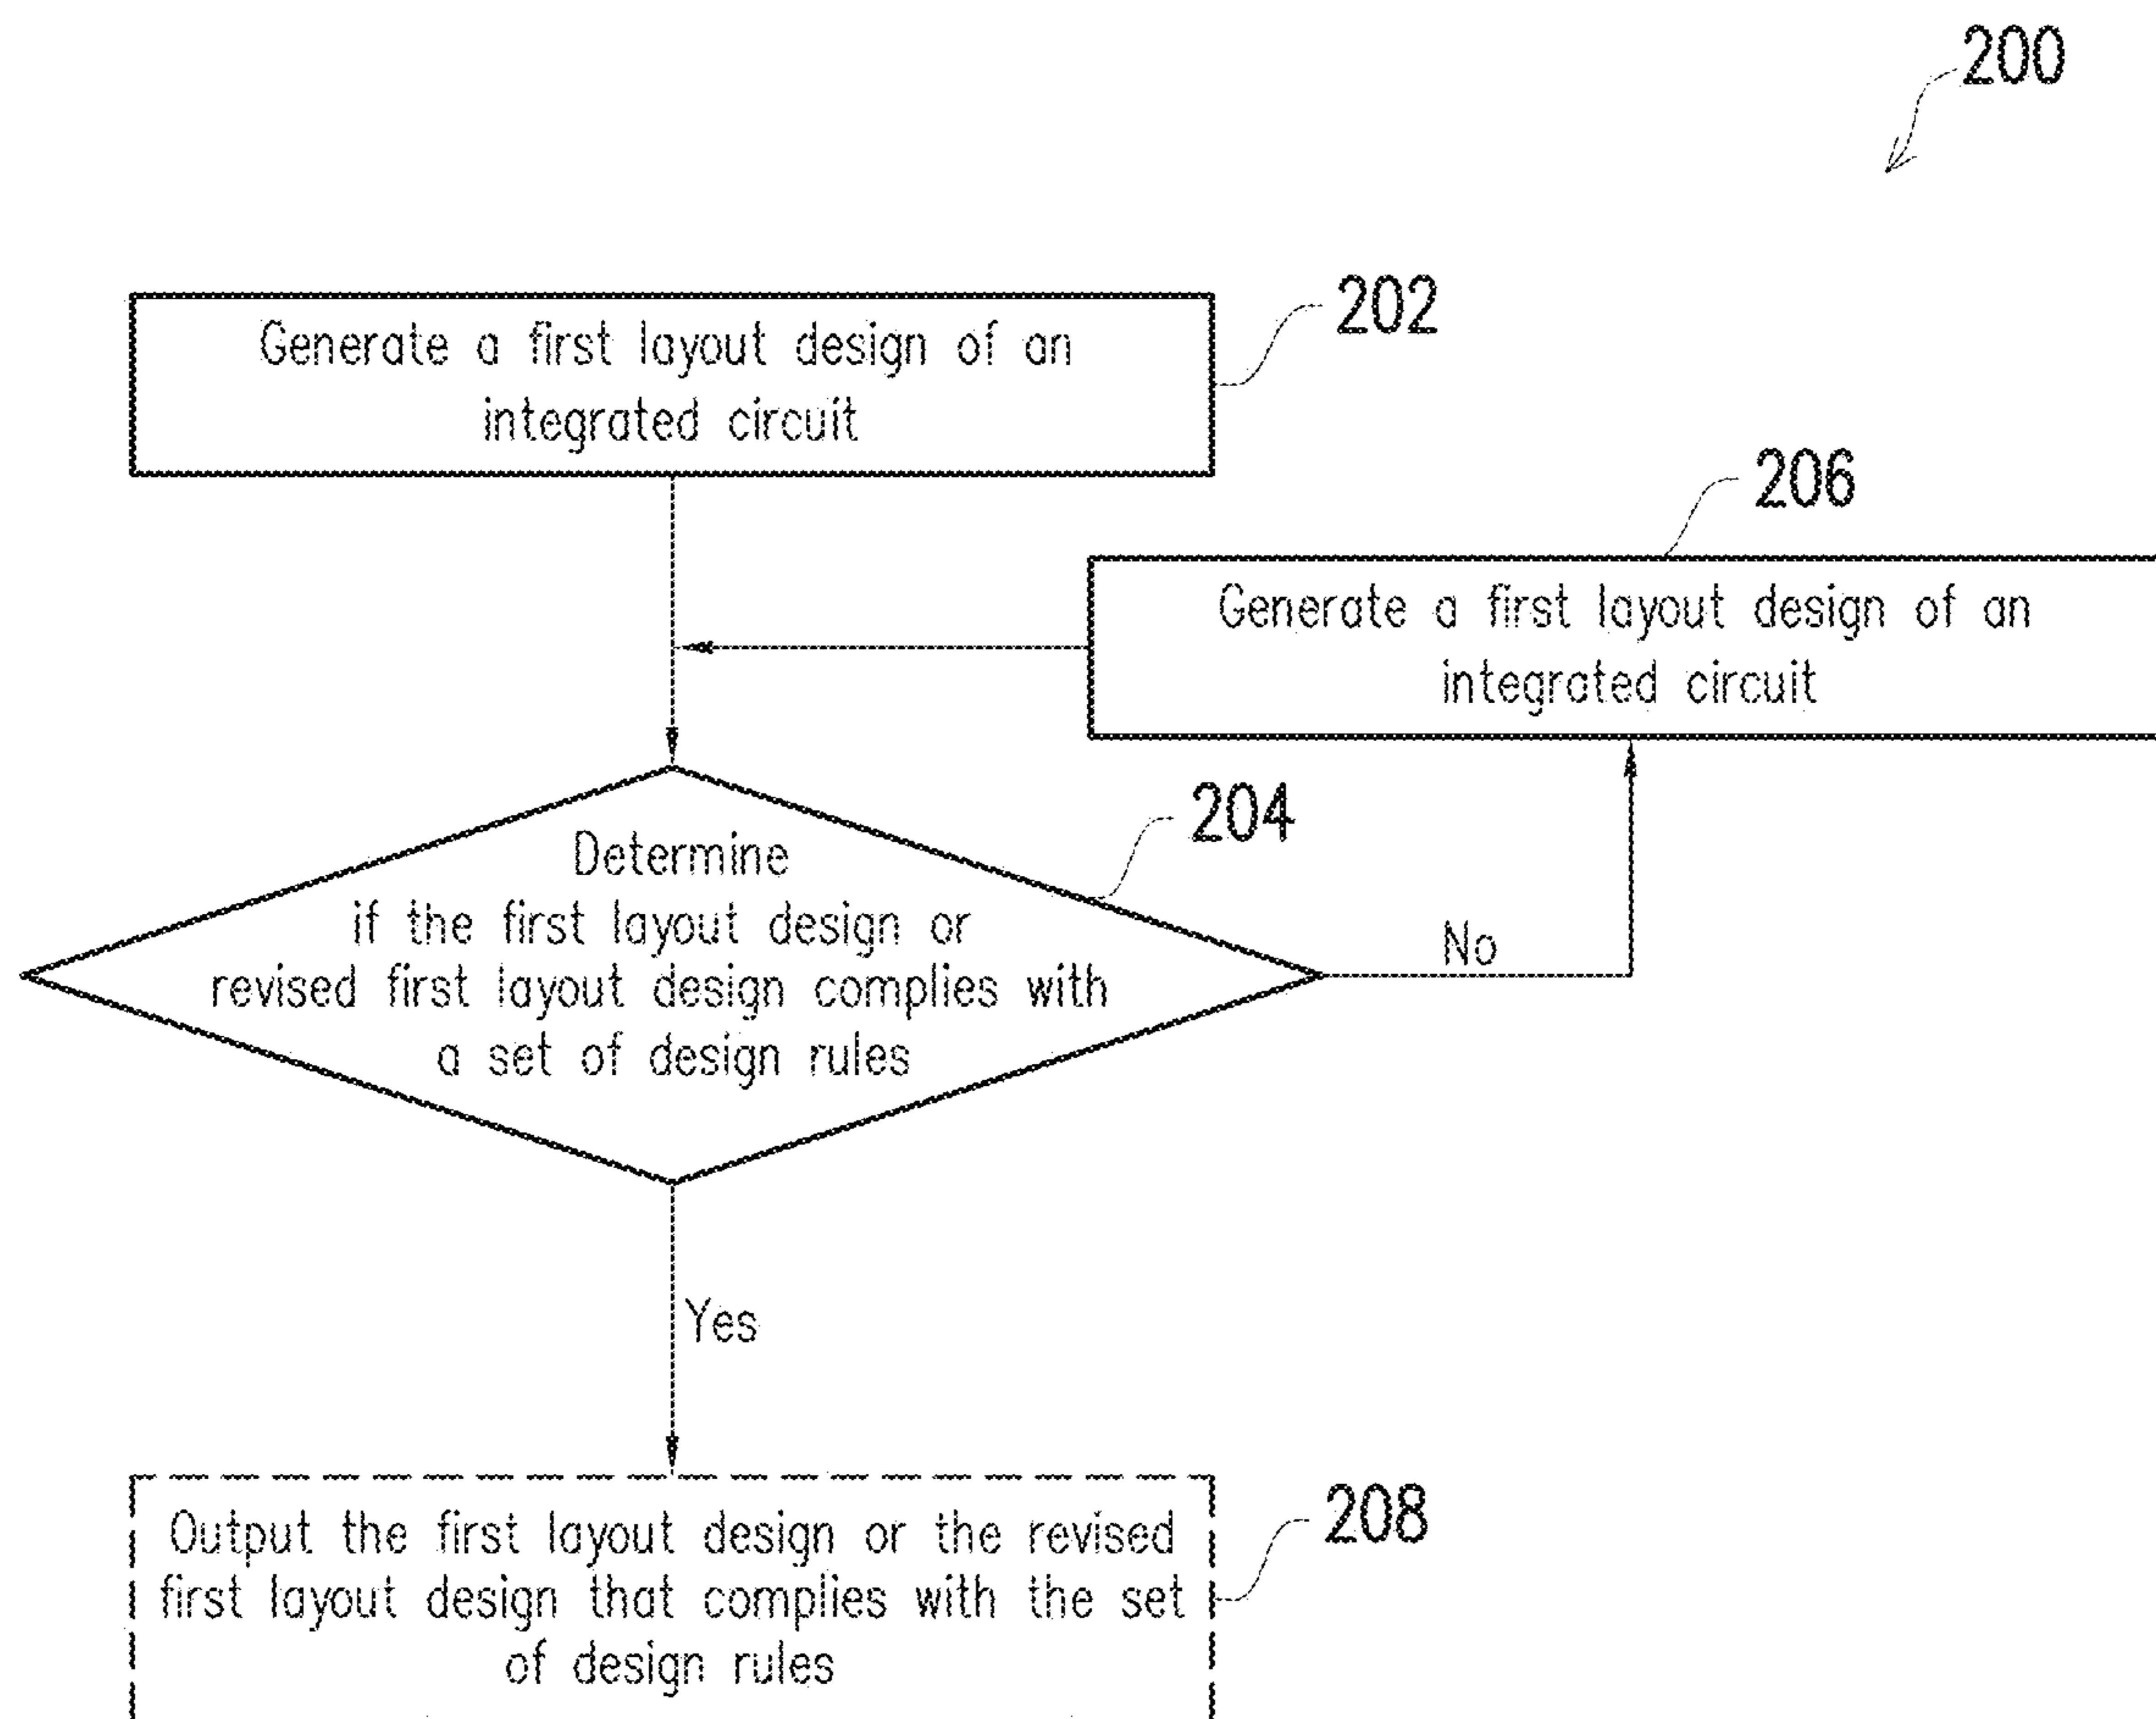 200
Generate a first layout design of an
integrated circuit
202
206
Generate a first layout design of an
integrated circuit
204
Determine
if the first layout design or
revised first layout design complies with
a set of design rules
No
Yes
Output the first layout design or the revised
first layout design that complies with the set
of design rules
208